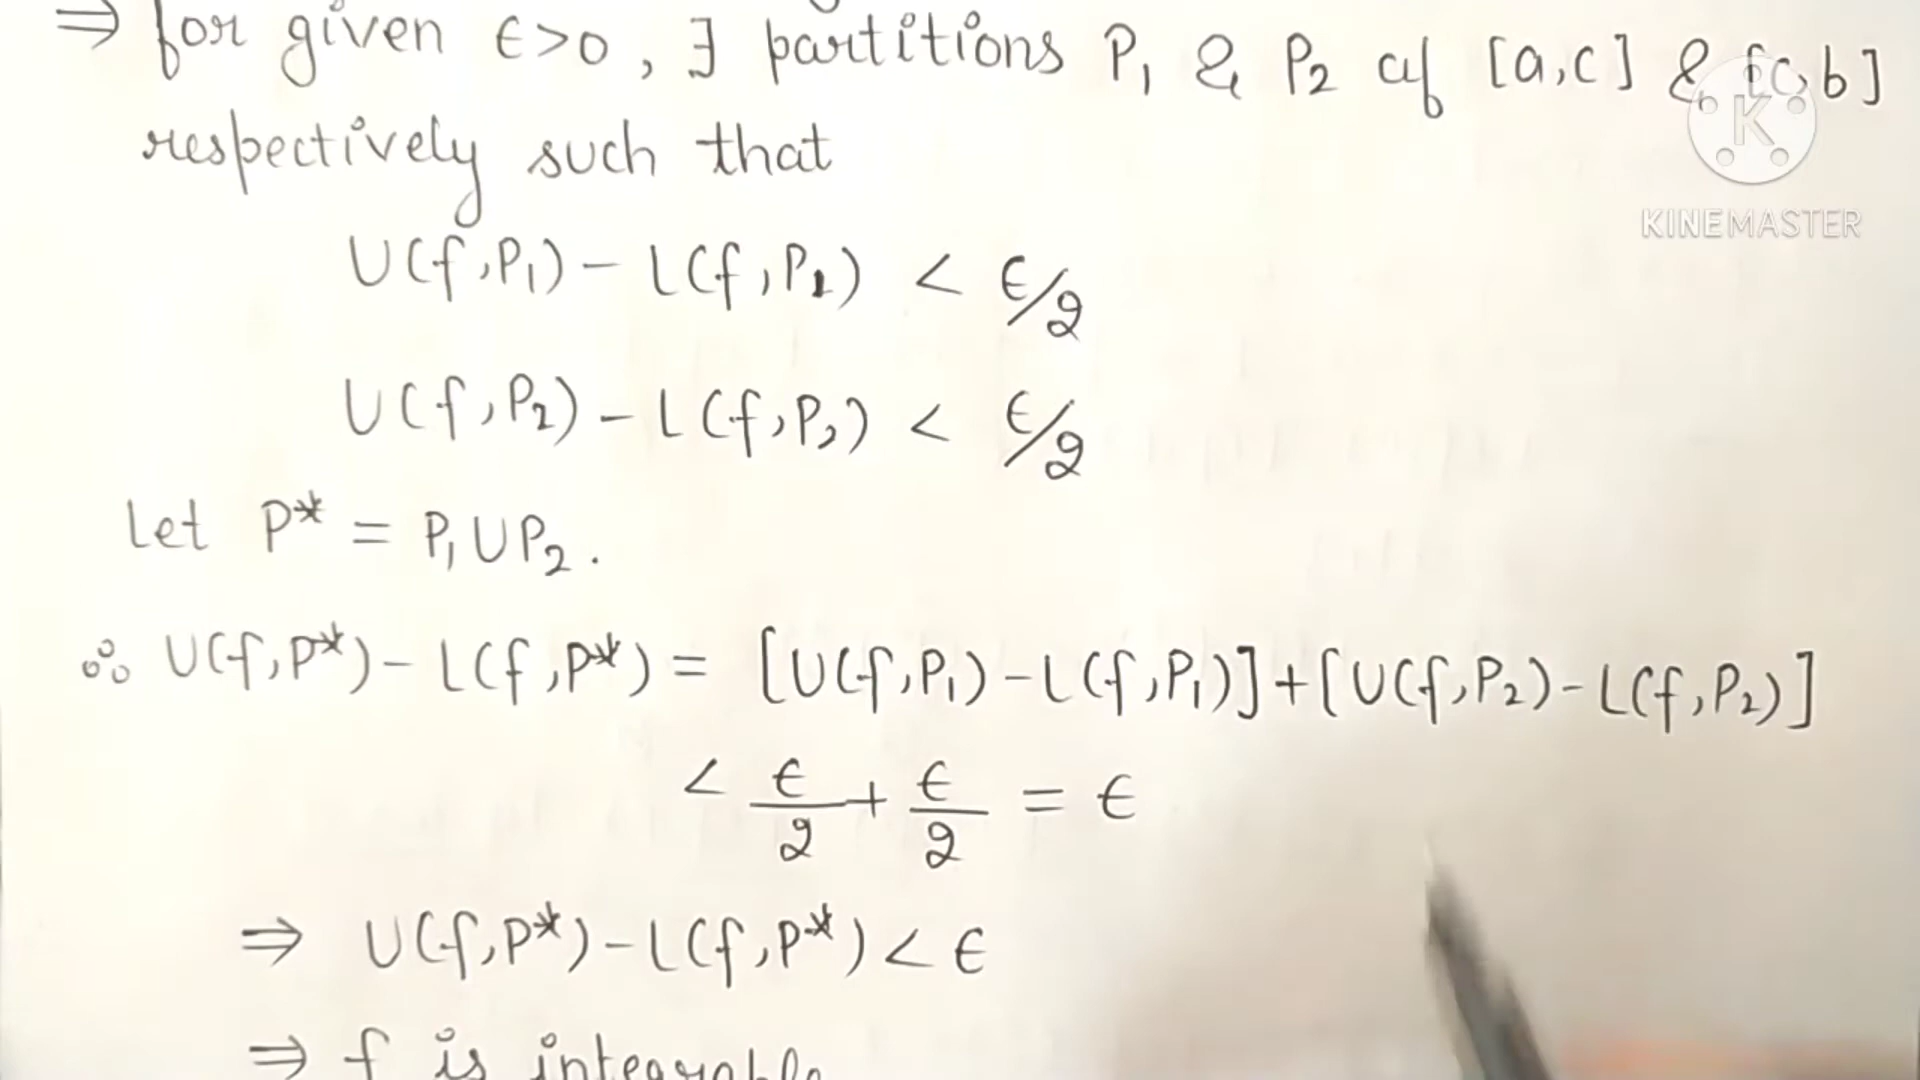 ⇒ for given ϵ>0, ∃ partitions P₁ & P₂ of [a,c] & [c,b]
respectively such that
U(f,P₁) - L(f,P₁) < ϵ/2
U(f,P₂) - L(f,P₂) < ϵ/2
Let P* = P₁∪P₂.
∴ U(f,P*) - L(f,P*) = [U(f,P₁) - L(f,P₁)] + [U(f,P₂) - L(f,P₂)]
< ϵ/2 + ϵ/2 = ϵ
⇒ U(f,P*) - L(f,P*) < ϵ
⇒ f is integrable
K
KINEMASTER